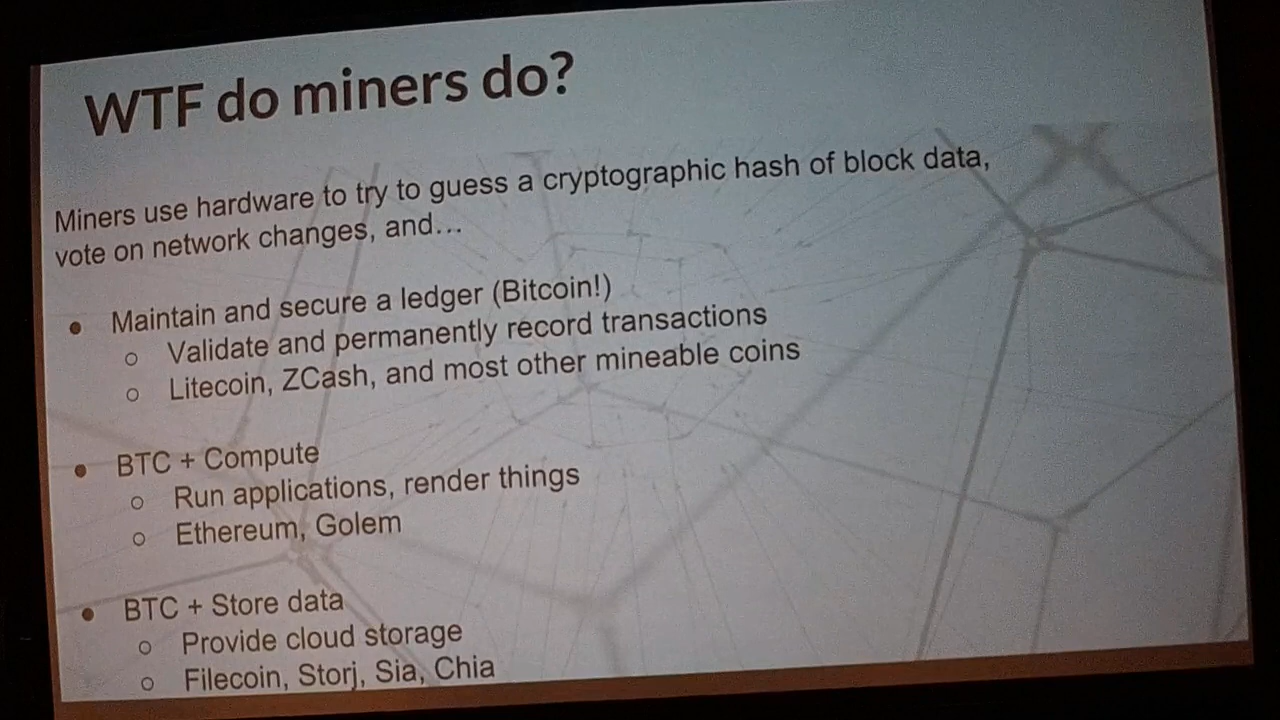 WTF do miners do?
Miners use hardware to try to guess a cryptographic hash of block data,
vote on network changes, and…
● Maintain and secure a ledger (Bitcoin!)
○ Validate and permanently record transactions
○ Litecoin, ZCash, and most other mineable coins
● BTC + Compute
○ Run applications, render things
○ Ethereum, Golem
● BTC + Store data
○ Provide cloud storage
○ Filecoin, Storj, Sia, Chia